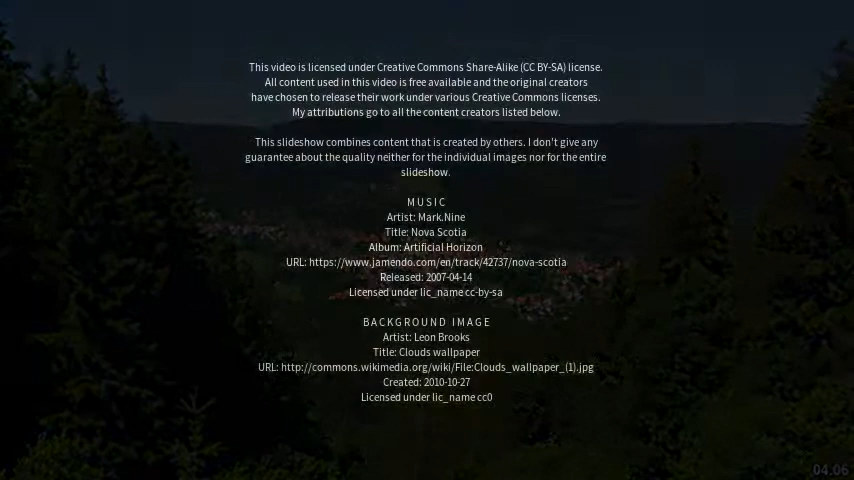 This video is licensed under Creative Commons Share-Alike (CC BY-SA) license.
All content used in this video is free available and the original creators
have chosen to release their work under various Creative Commons licenses.
My attributions go to all the content creators listed below.
This slideshow combines content that is created by others. I don't give any
guarantee about the quality neither for the individual images nor for the entire
slideshow.
MUSIC
Artist: Mark.Nine
Title: Nova Scotia
Album: Artificial Horizon
URL: https://www.jamendo.com/en/track/42737/nova-scotia
Released: 2007-04-14
Licensed under lic_name cc-by-sa
BACKGROUND IMAGE
Artist: Leon Brooks
Title: Clouds wallpaper
URL: http://commons.wikimedia.org/wiki/File:Clouds_wallpaper_(1).jpg
Created: 2010-10-27
Licensed under lic_name cc0
04:06